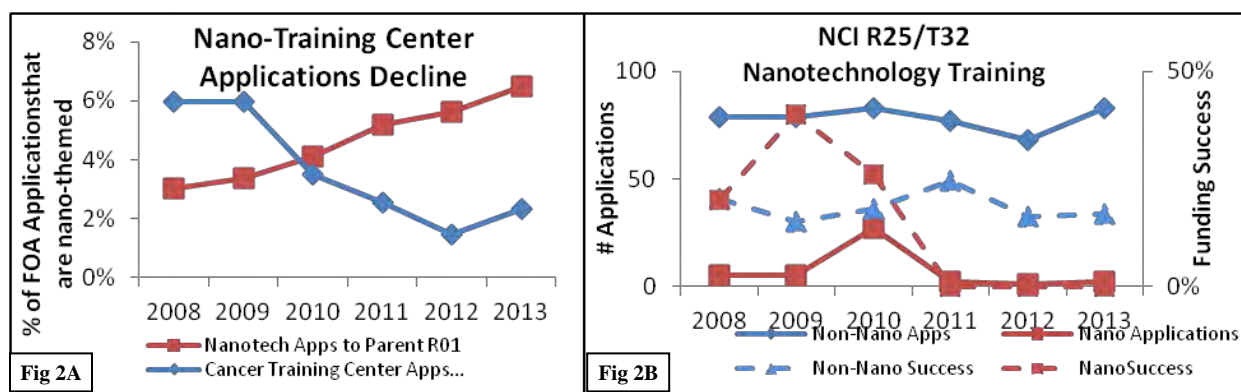 Nano-Training Center
Applications Decline
% of FOA Applicationsthat
are nano-themed
8%
6%
4%
2%
0%
2008 2009 2010 2011 2012 2013
Nanotech Apps to Parent R01
Cancer Training Center Apps...
Fig 2A
NCI R25/T32
Nanotechnology Training
# Applications
100
50
0
50%
0%
Funding Success
2008 2009 2010 2011 2012 2013
Non-Nano Apps
Nano Applications
Non-Nano Success
NanoSuccess
Fig 2B